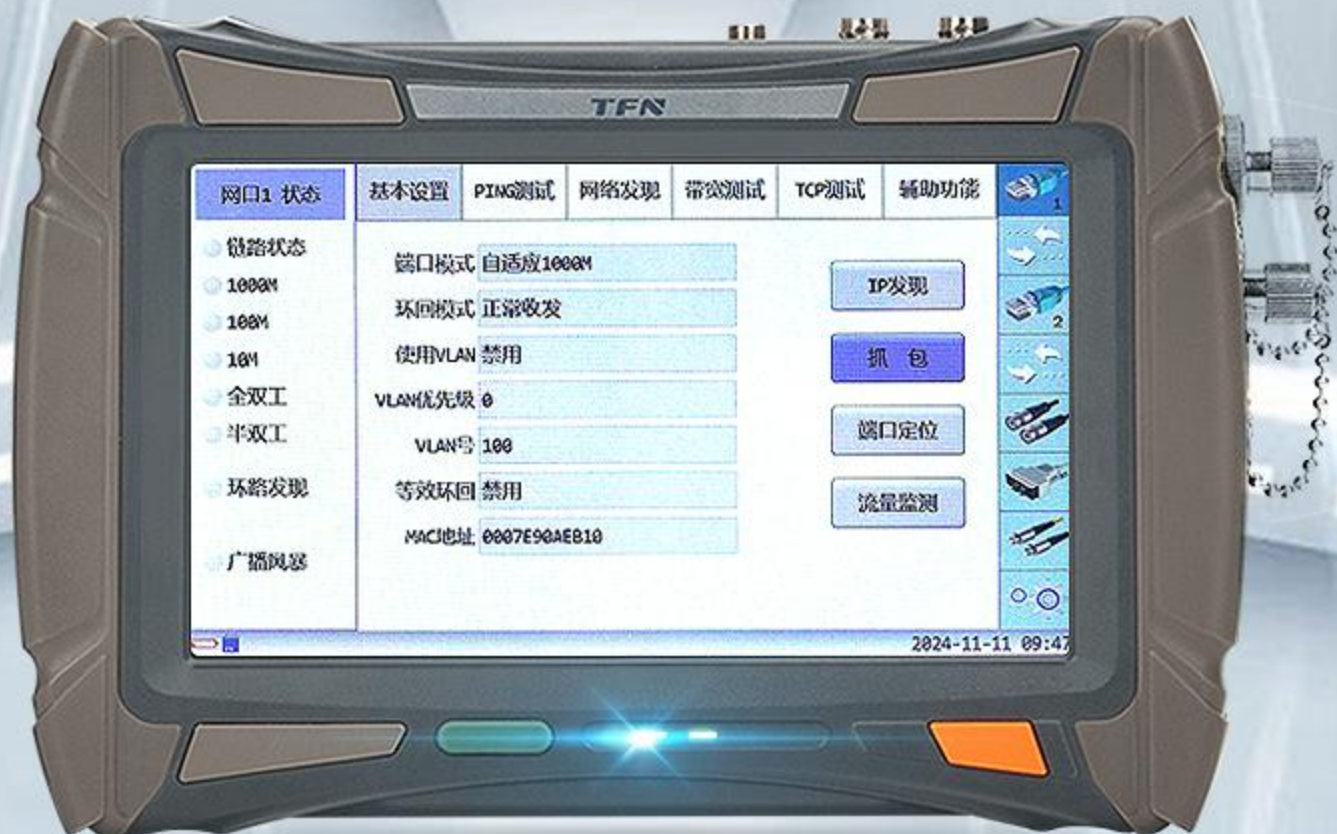 TFN
网口1 状态
基本设置 PING测试 网络发现 带宽测试 TCP测试 辅助功能
链路状态
1000M
100M
10M
全双工
半双工
环路发现
广播风暴
端口模式 自适应1000M
环回模式 正常收发
使用VLAN 禁用
VLAN优先级 0
VLAN号 100
等效环回 禁用
MAC地址 0007E90AEB10
IP发现
抓 包
端口定位
流量监测
1
2
2024-11-11 09:47